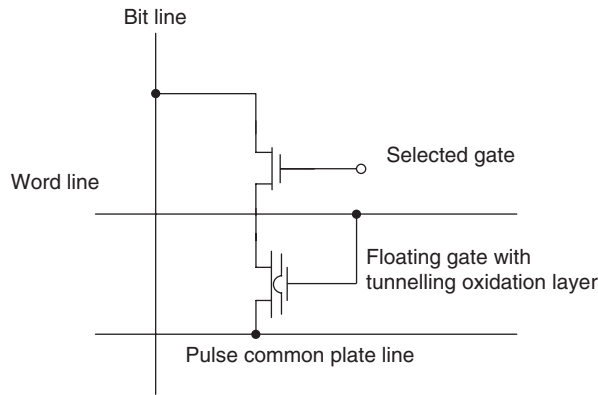 Bit line
Selected gate
Word line
Floating gate with
tunnelling oxidation layer
Pulse common plate line